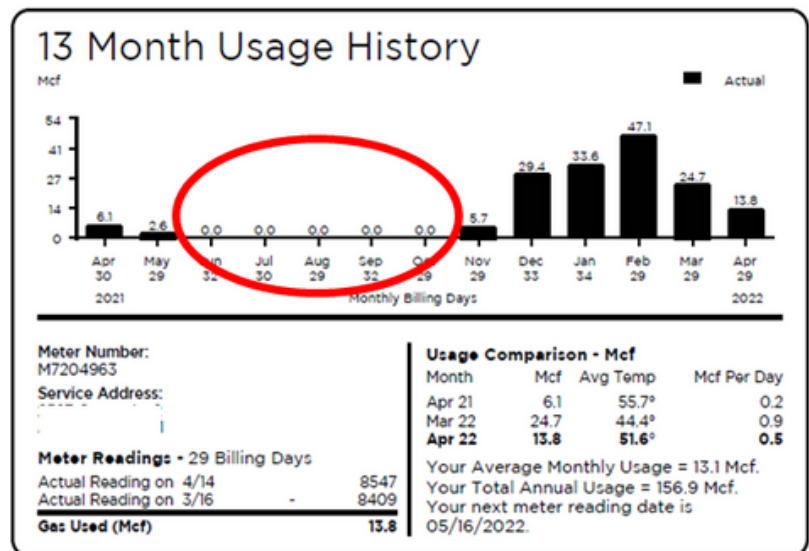 13 Month Usage History
Mcf
Actual
54
41
27
14
0
6.1 2.6 0.0 0.0 0.0 0.0 0.0 5.7 29.4 33.6 47.1 24.7 13.8
Apr May Jun Jul Aug Sep Oct Nov Dec Jan Feb Mar Apr
30 29 32 30 29 32 29 29 33 34 29 29 29
2021 Monthly Billing Days 2022
Meter Number:
M7204963
Service Address:
Meter Readings - 29 Billing Days
Actual Reading on 4/14 8547
Actual Reading on 3/16 - 8409
Gas Used (Mcf) 13.8
Usage Comparison - Mcf
Month Mcf Avg Temp Mcf Per Day
Apr 21 6.1 55.7° 0.2
Mar 22 24.7 44.4° 0.9
Apr 22 13.8 51.6° 0.5
Your Average Monthly Usage = 13.1 Mcf.
Your Total Annual Usage = 156.9 Mcf.
Your next meter reading date is
05/16/2022.